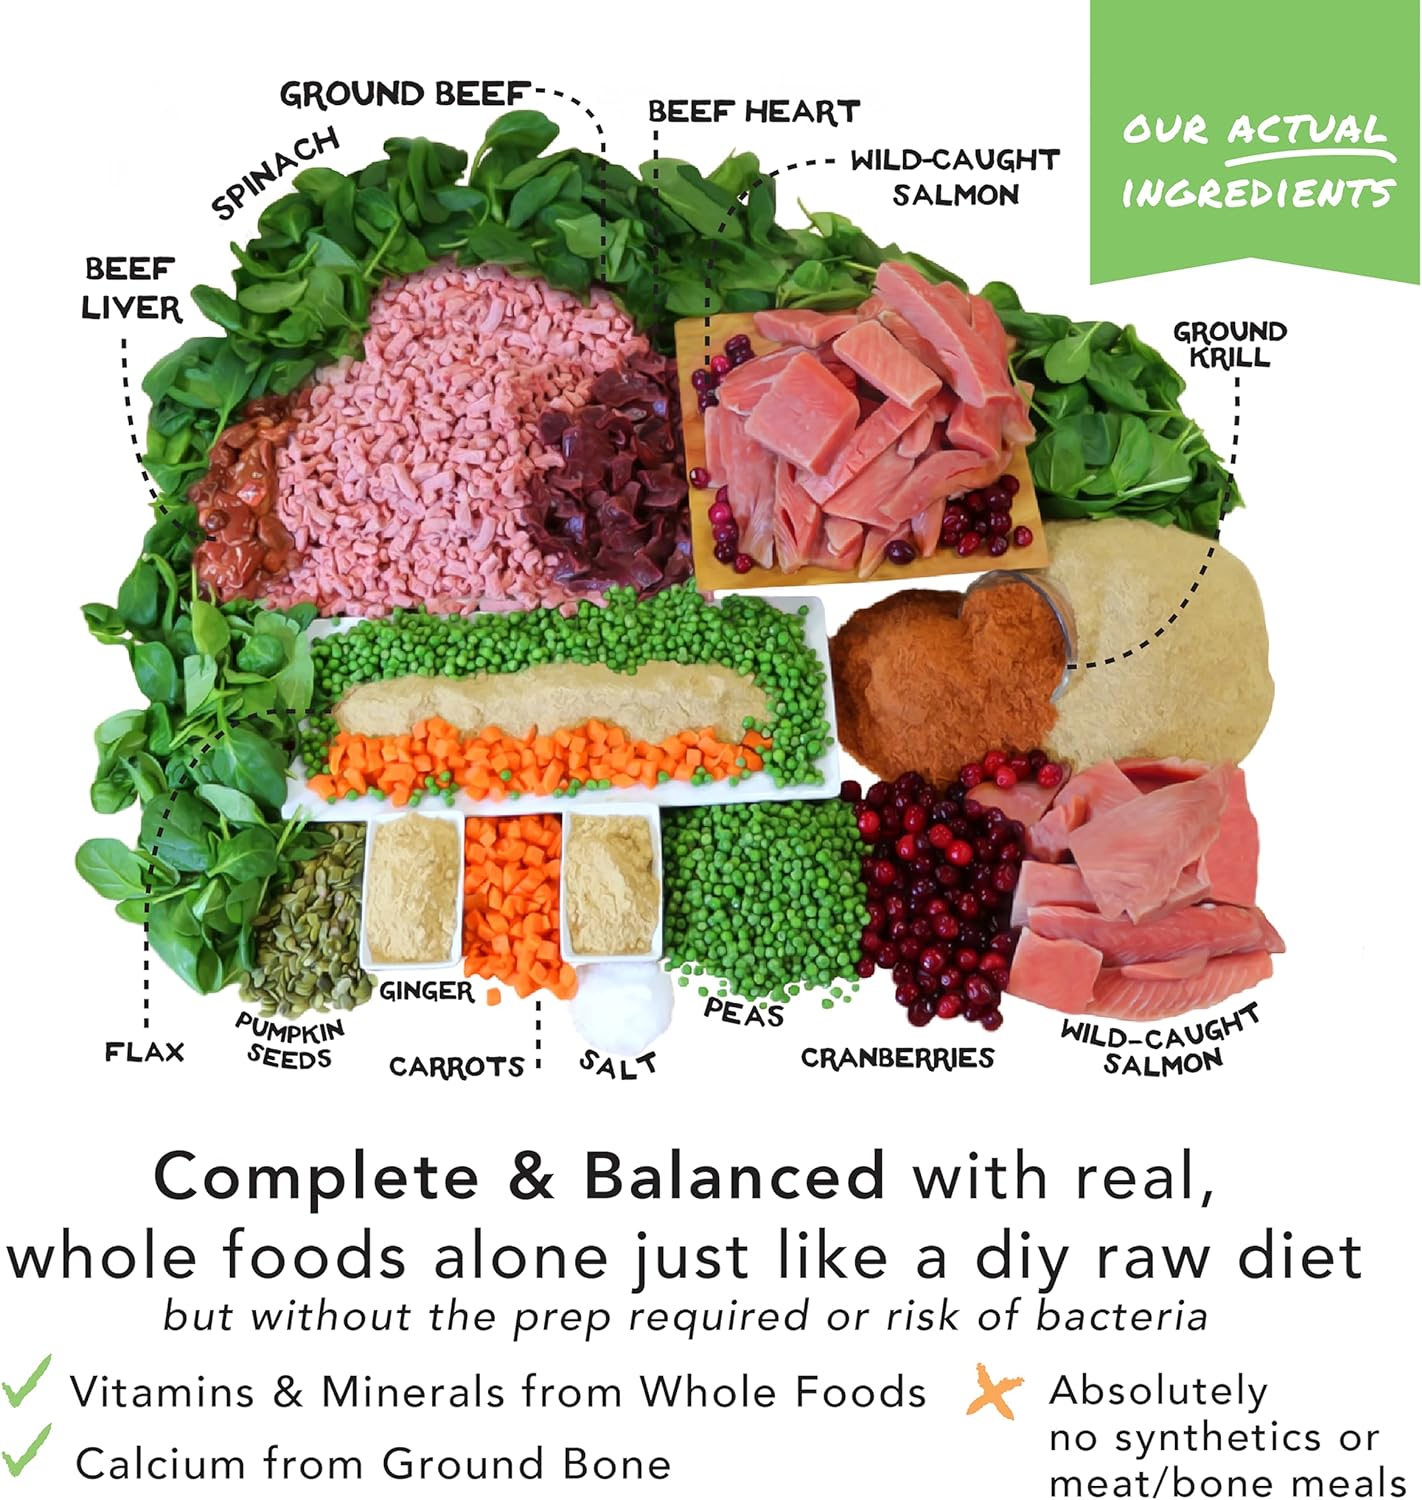 OUR ACTUAL
INGREDIENTS
GROUND BEEF
BEEF HEART
SPINACH
WILD-CAUGHT
SALMON
BEEF
LIVER
GROUND
KRILL
FLAX
PUMPKIN
SEEDS
GINGER
CARROTS
SALT
PEAS
CRANBERRIES
WILD-CAUGHT
SALMON
Complete & Balanced with real,
whole foods alone just like a diy raw diet
but without the prep required or risk of bacteria
Vitamins & Minerals from Whole Foods
Calcium from Ground Bone
Absolutely
no synthetics or
meat/bone meals